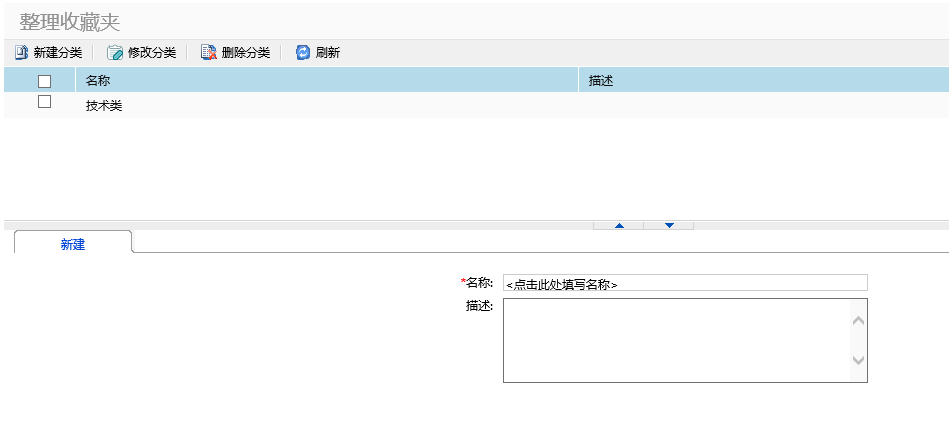 整理收藏夹
新建分类 修改分类 删除分类 刷新
名称 描述
技术类
新建
*名称: <点击此处填写名称>
描述: